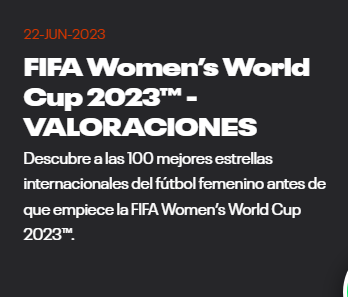 22-JUN-2023
FIFA Women's World
Cup 2023™ -
VALORACIONES
Descubre a las 100 mejores estrellas
internacionales del fútbol femenino antes de
que empiece la FIFA Women's World Cup
2023™.